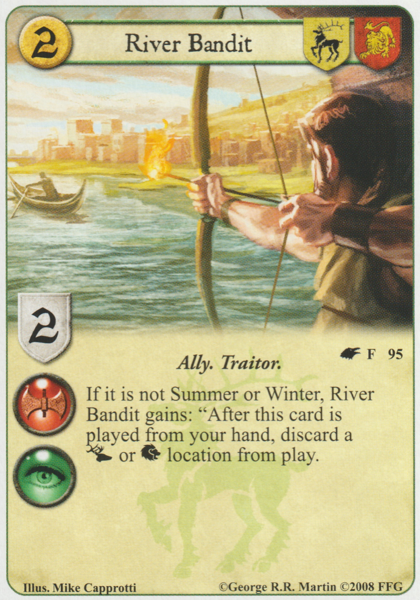 2
River Bandit
2
Ally. Traitor.
F 95
If it is not Summer or Winter, River
Bandit gains: “After this card is
played from your hand, discard a
or location from play.
Illus. Mike Capprotti
©George R.R. Martin ©2008 FFG